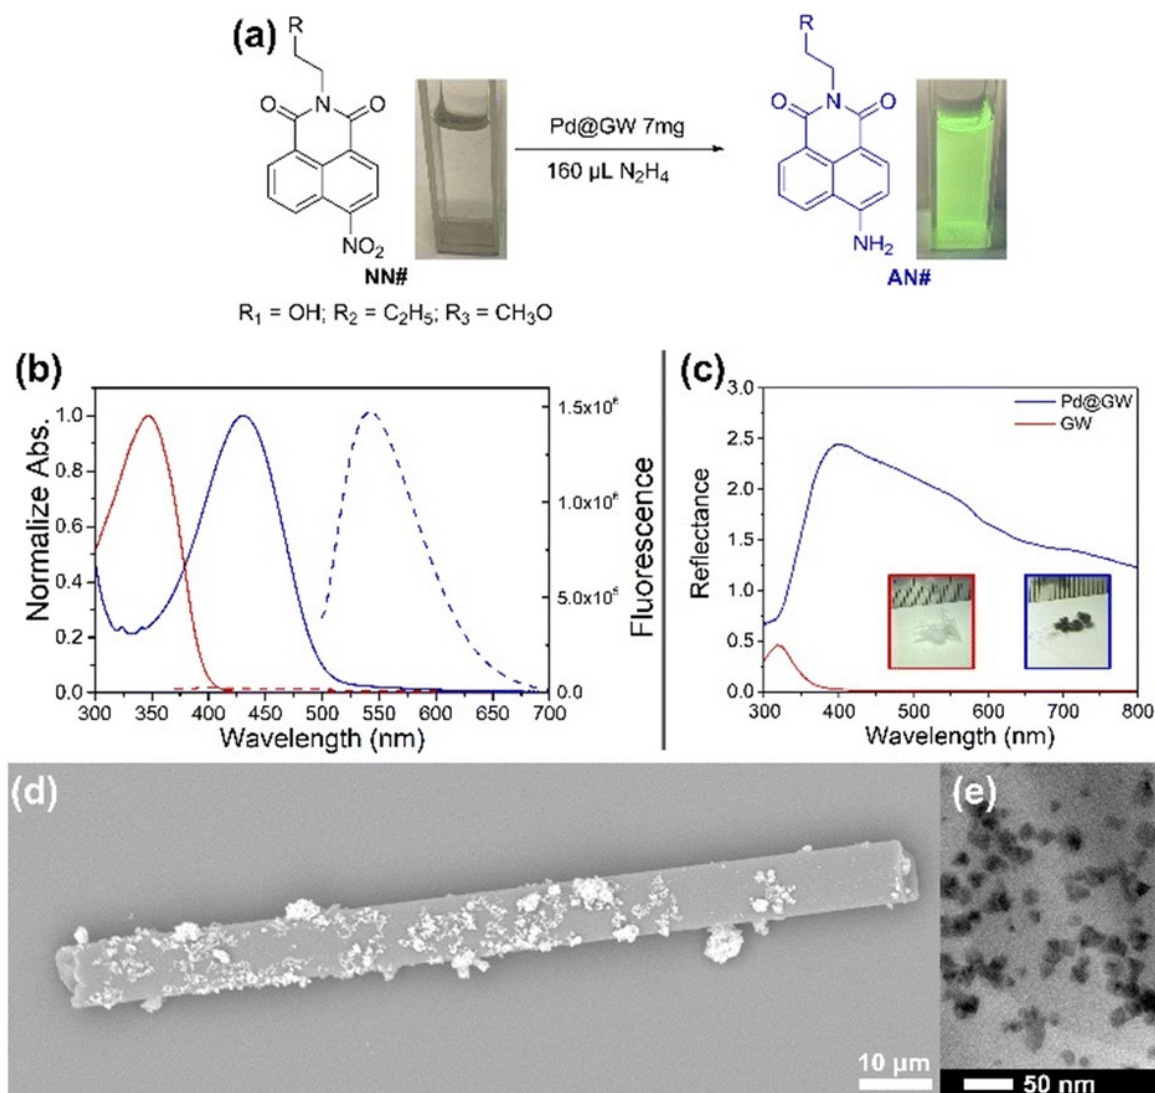 (a)
R
N
O
O
NO₂
NN#
R₁ = OH; R₂ = C₂H₅; R₃ = CH₃O
Pd@GW 7mg
160 µL N₂H₄
R
N
O
O
NH₂
AN#
(b)
Normalize Abs.
1.0
0.8
0.6
0.4
0.2
0.0
300
350
400
450
500
550
600
650
700
Wavelength (nm)
1.5x10⁶
1.0x10⁶
5.0x10⁵
0.0
Fluorescence
(c)
Reflectance
3.0
2.5
2.0
1.5
1.0
0.5
0.0
300
400
500
600
700
800
Wavelength (nm)
Pd@GW
GW
(d)
10 µm
(e)
50 nm